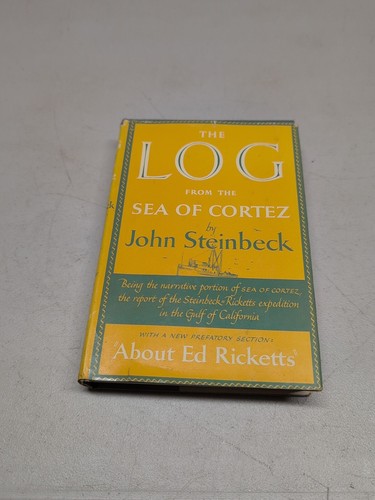 THE
LOG
FROM THE
SEA OF CORTEZ
by
John Steinbeck
Being the narrative portion of SEA OF CORTEZ,
the report of the Steinbeck-Ricketts expedition
in the Gulf of California
WITH A NEW PREFATORY SECTION:
'About Ed Ricketts'